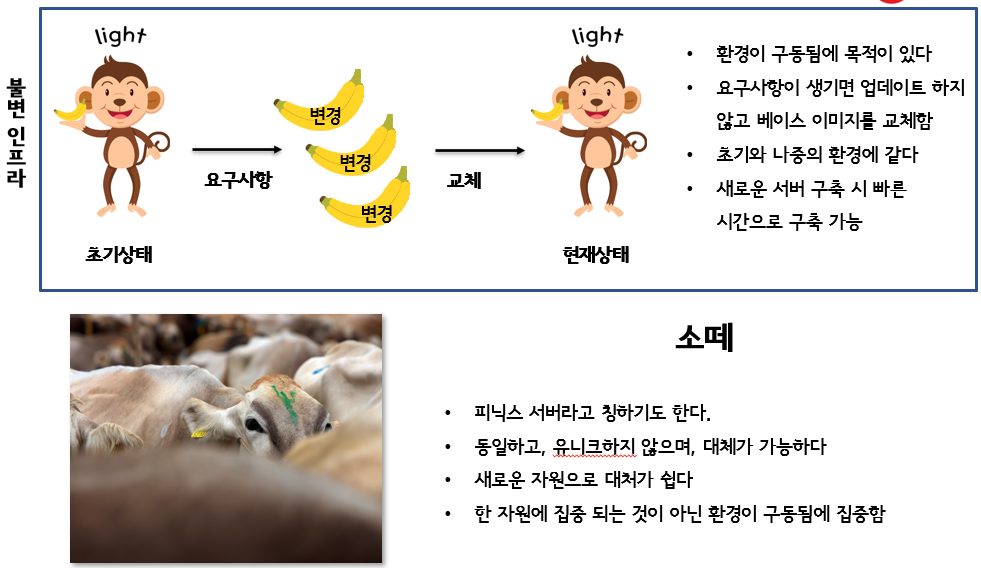 불변 인프라
light
변경
변경
변경
요구사항
교체
초기상태
light
현재상태
• 환경이 구동됨에 목적이 있다
• 요구사항이 생기면 업데이트 하지
않고 베이스 이미지를 교체함
• 초기와 나중의 환경에 같다
• 새로운 서버 구축 시 빠른
시간으로 구축 가능
소떼
• 피닉스 서버라고 칭하기도 한다.
• 동일하고, 유니크하지 않으며, 대체가 가능하다
• 새로운 자원으로 대처가 쉽다
• 한 자원에 집중 되는 것이 아닌 환경이 구동됨에 집중함